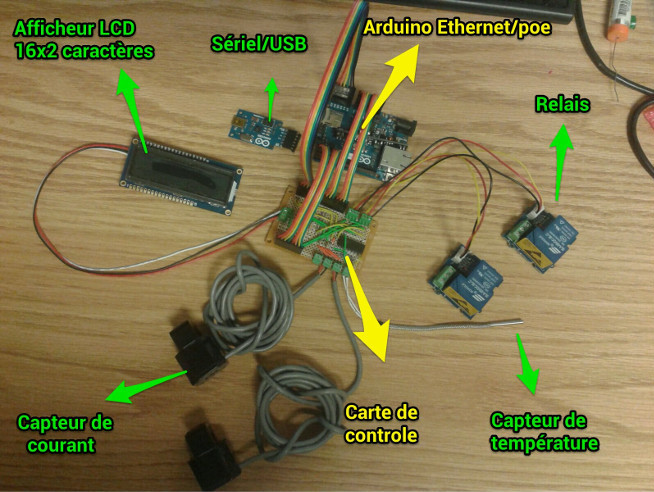 Afficheur LCD
16x2 caractères
Sériel/USB
Arduino Ethernet/poe
Relais
Capteur de
courant
Carte de
controle
Capteur de
température